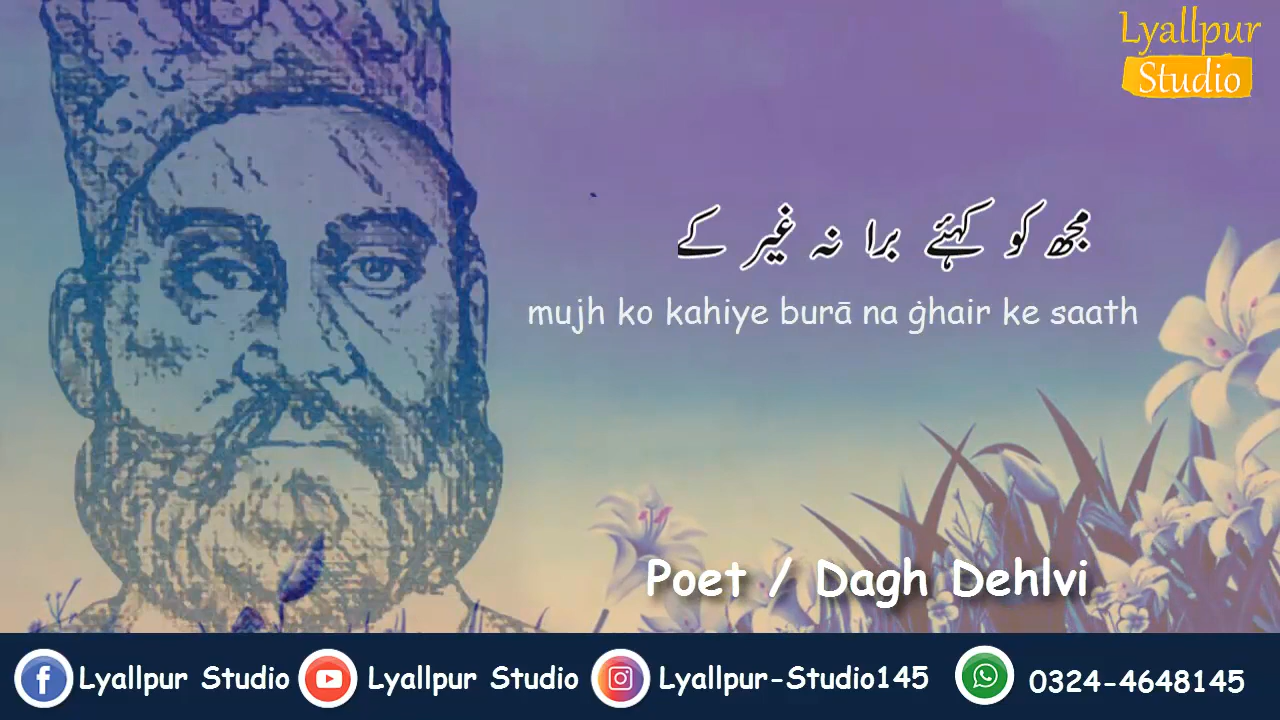 Lyallpur
Studio
مجھ کو کہئے برا نہ غیر کے
mujh ko kahiye burā na ġhair ke saath
Poet / Dagh Dehlvi
Lyallpur Studio
Lyallpur Studio
Lyallpur-Studio145
0324-4648145